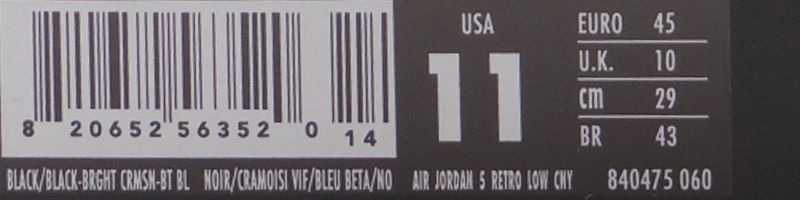 USA
11
EURO 45
U.K. 10
cm 29
BR 43
8 20652 56352 0 14
BLACK/BLACK-BRGHT CRMSN-BT BL NOIR/CRAMOISI VIF/BLEU BETA/NO AIR JORDAN 5 RETRO LOW CNY 840475 060